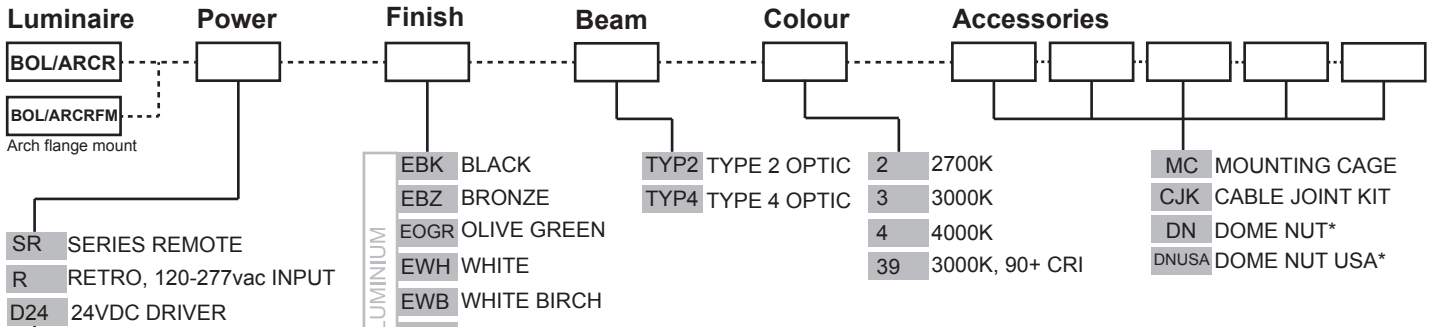 Luminaire Power Finish Beam Colour Accessories
BOL/ARCR
BOL/ARCRFM
Arch flange mount
SR SERIES REMOTE
R RETRO, 120-277vac INPUT
D24 24VDC DRIVER
EBK BLACK
EBZ BRONZE
EOGR OLIVE GREEN
EWH WHITE
EWB WHITE BIRCH
TYP2 TYPE 2 OPTIC
TYP4 TYPE 4 OPTIC
2 2700K
3 3000K
4 4000K
39 3000K, 90+ CRI
MC MOUNTING CAGE
CJK CABLE JOINT KIT
DN DOME NUT*
DNUSA DOME NUT USA*